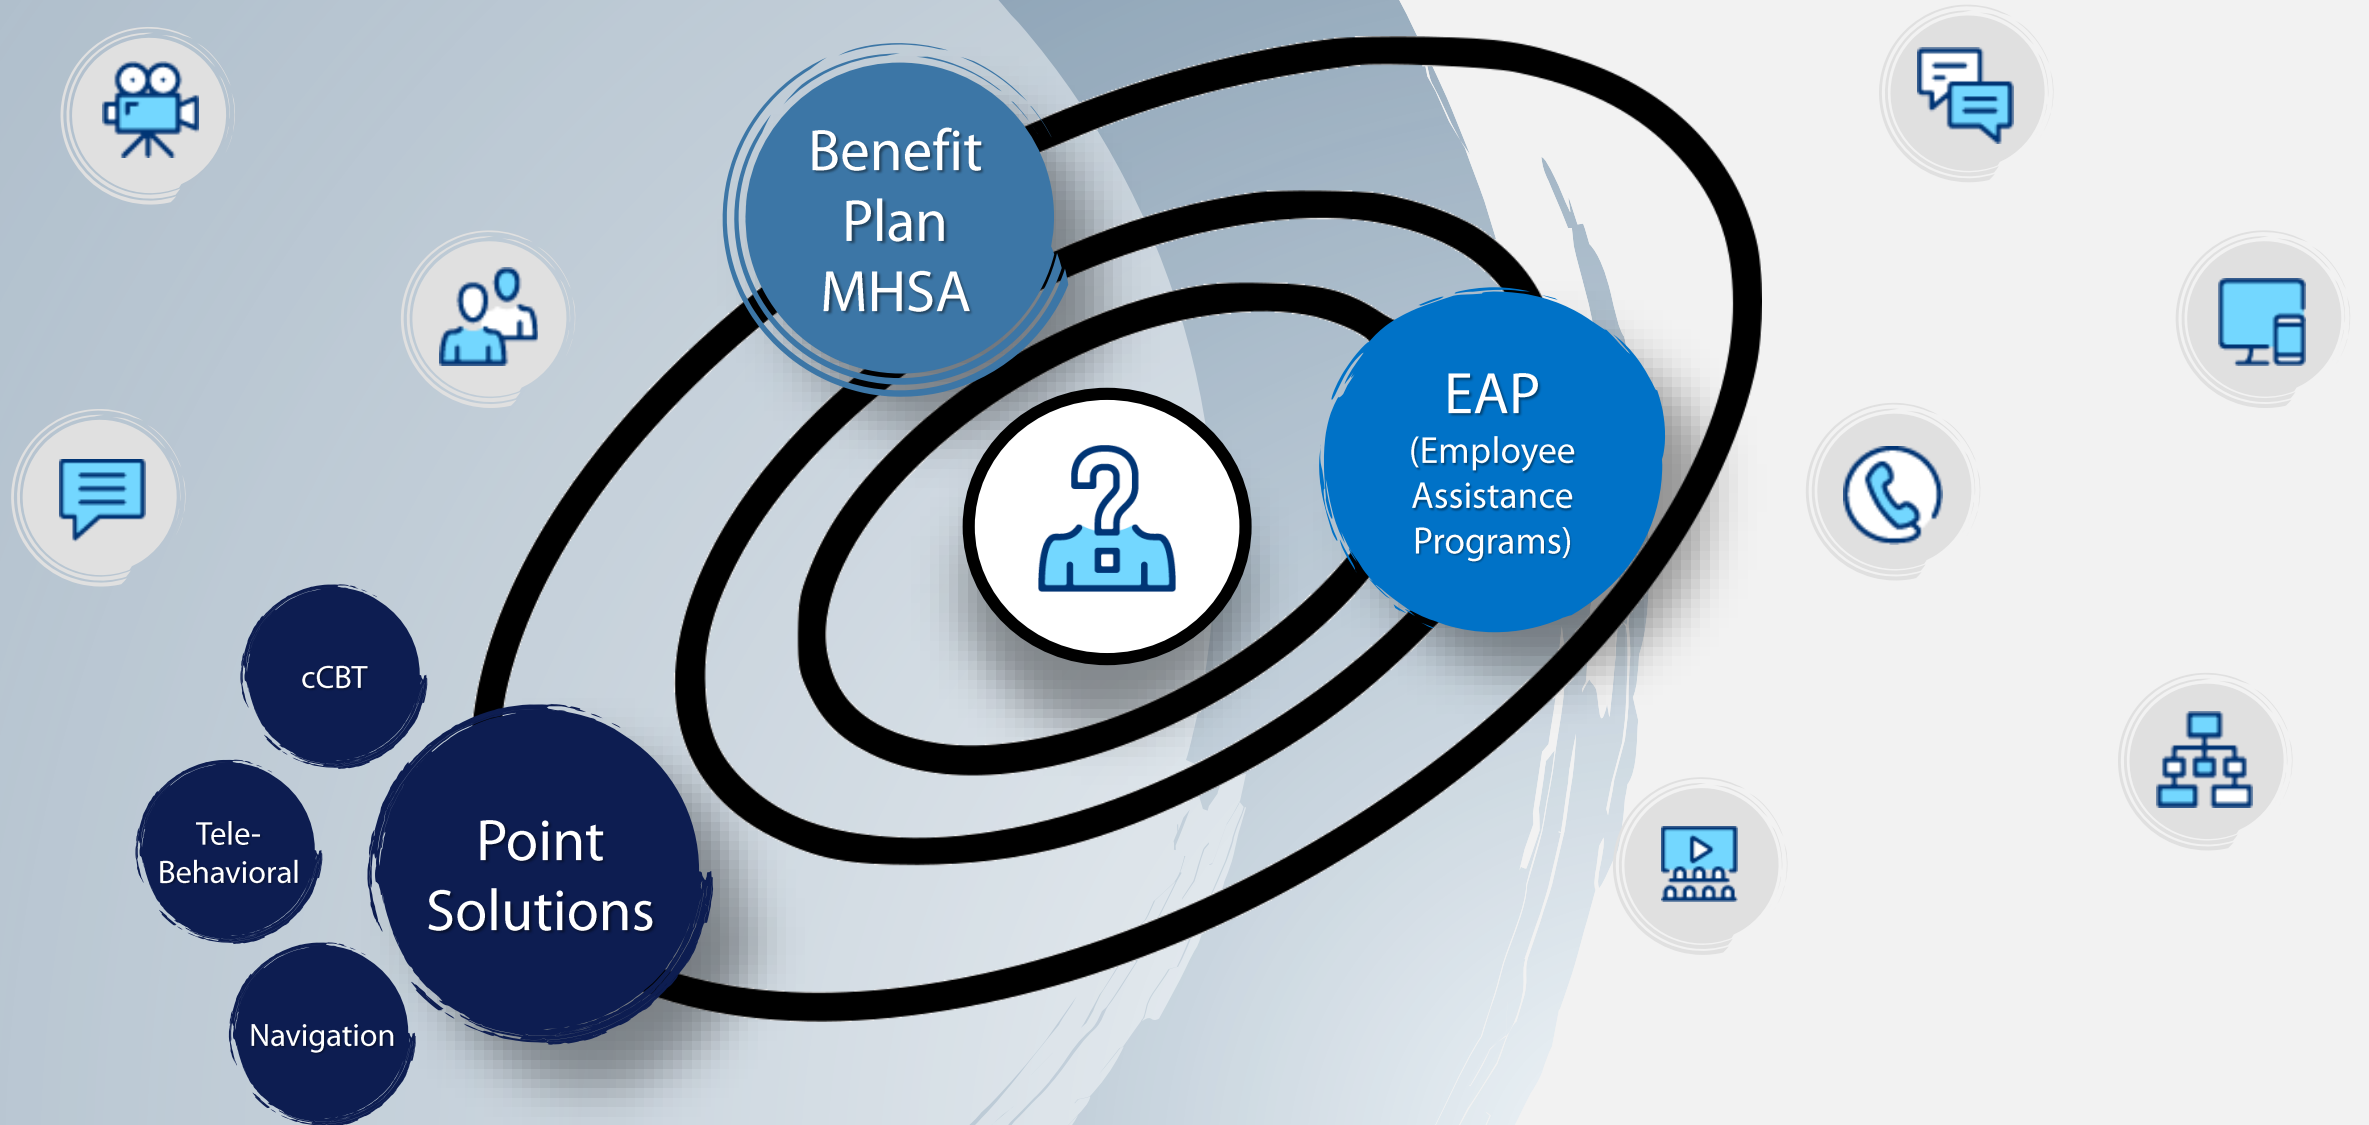 Benefit
Plan
MHSA
EAP
(Employee
Assistance
Programs)
cCBT
Tele-
Behavioral
Navigation
Point
Solutions